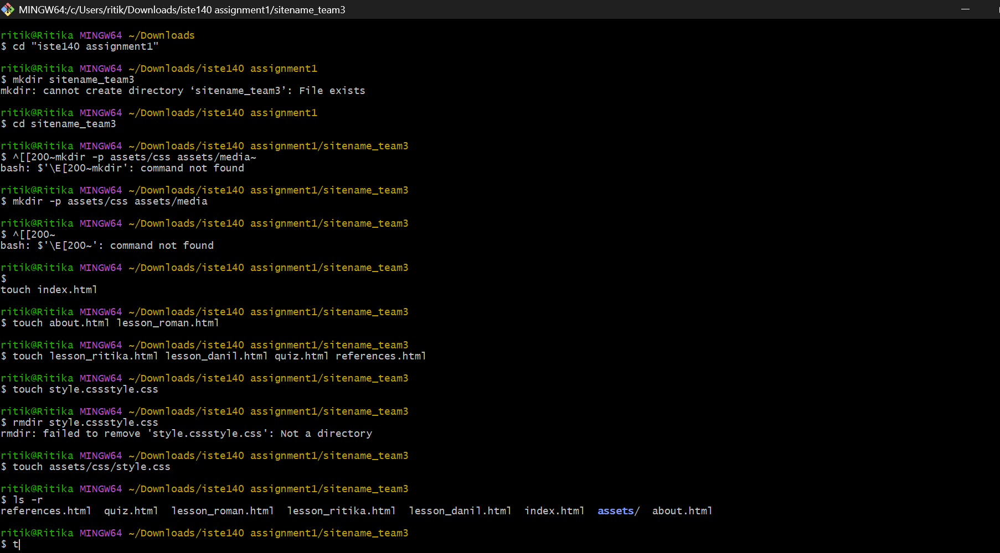 MINGW64:/c/Users/ritik/Downloads/iste140 assignment1/sitename_team3
ritik@Ritika MINGW64 ~/Downloads
$ cd "iste140 assignment1"
ritik@Ritika MINGW64 ~/Downloads/iste140 assignment1
$ mkdir sitename_team3
mkdir: cannot create directory ‘sitename_team3’: File exists
ritik@Ritika MINGW64 ~/Downloads/iste140 assignment1
$ cd sitename_team3
ritik@Ritika MINGW64 ~/Downloads/iste140 assignment1/sitename_team3
$ ^[[200~mkdir -p assets/css assets/media~
bash: $'\E[200~mkdir': command not found
ritik@Ritika MINGW64 ~/Downloads/iste140 assignment1/sitename_team3
$ mkdir -p assets/css assets/media
ritik@Ritika MINGW64 ~/Downloads/iste140 assignment1/sitename_team3
$ ^[[200~
bash: $'\E[200~': command not found
ritik@Ritika MINGW64 ~/Downloads/iste140 assignment1/sitename_team3
$
touch index.html
ritik@Ritika MINGW64 ~/Downloads/iste140 assignment1/sitename_team3
$ touch about.html lesson_roman.html
ritik@Ritika MINGW64 ~/Downloads/iste140 assignment1/sitename_team3
$ touch lesson_ritika.html lesson_danil.html quiz.html references.html
ritik@Ritika MINGW64 ~/Downloads/iste140 assignment1/sitename_team3
$ touch style.cssstyle.css
ritik@Ritika MINGW64 ~/Downloads/iste140 assignment1/sitename_team3
$ rmdir style.cssstyle.css
rmdir: failed to remove 'style.cssstyle.css': Not a directory
ritik@Ritika MINGW64 ~/Downloads/iste140 assignment1/sitename_team3
$ touch assets/css/style.css
ritik@Ritika MINGW64 ~/Downloads/iste140 assignment1/sitename_team3
$ ls -r
references.html quiz.html lesson_roman.html lesson_ritika.html lesson_danil.html index.html assets/ about.html
ritik@Ritika MINGW64 ~/Downloads/iste140 assignment1/sitename_team3
$ t